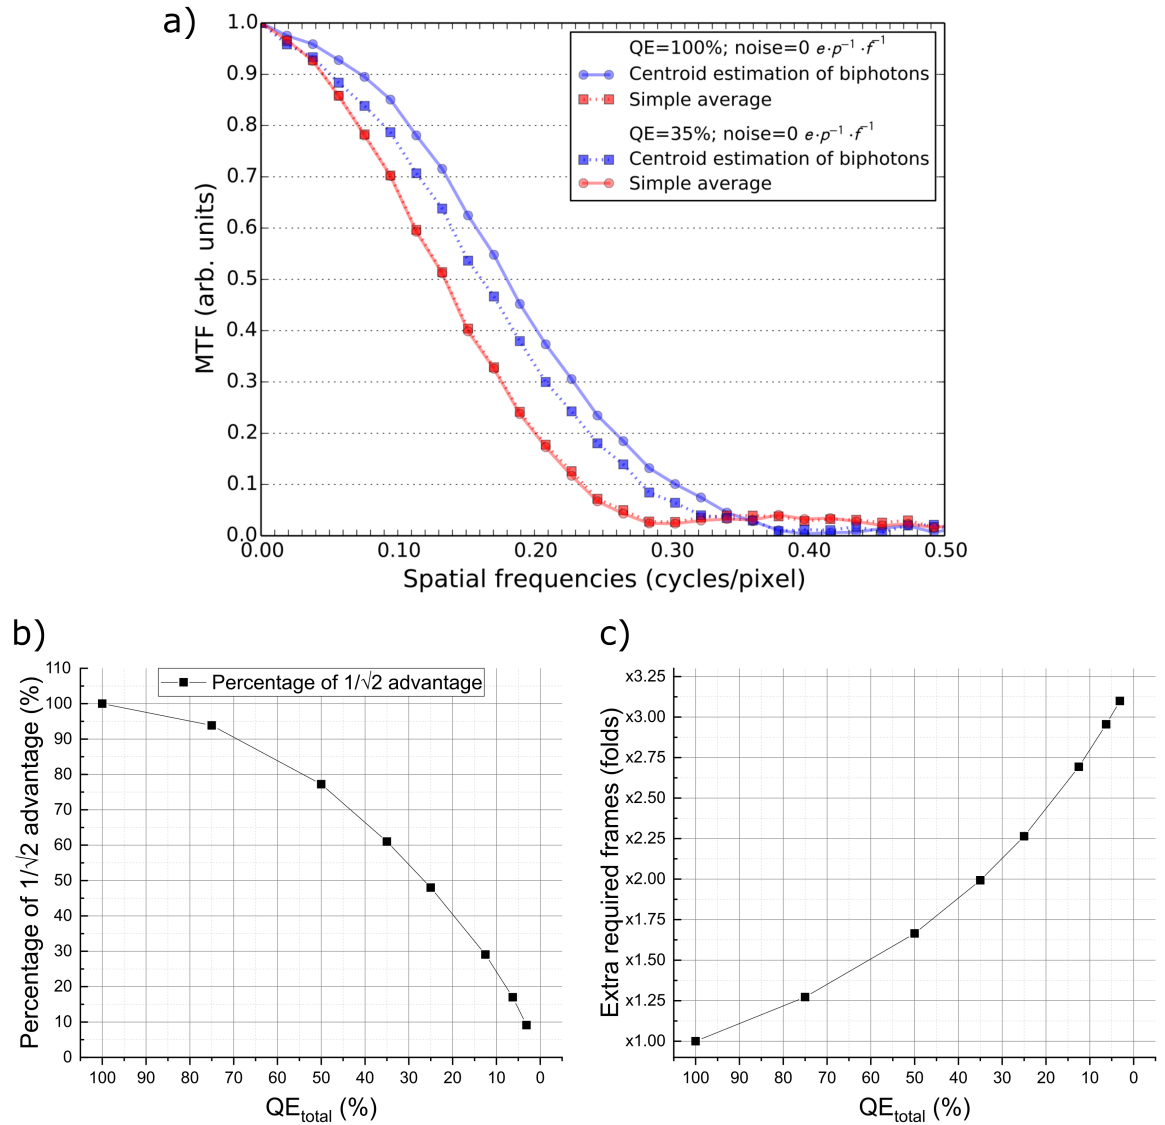 a)
MTF (arb. units)
1.0
0.9
0.8
0.7
0.6
0.5
0.4
0.3
0.2
0.1
0.0
QE=100%; noise=0 e·p⁻¹·f⁻¹
Centroid estimation of biphotons
Simple average
QE=35%; noise=0 e·p⁻¹·f⁻¹
Centroid estimation of biphotons
Simple average
0.00 0.10 0.20 0.30 0.40 0.50
Spatial frequencies (cycles/pixel)
b)
Percentage of 1/√2 advantage (%)
110
100
90
80
70
60
50
40
30
20
10
0
Percentage of 1/√2 advantage
100 90 80 70 60 50 40 30 20 10 0
QEtotal (%)
c)
Extra required frames (folds)
x3.25
x3.00
x2.75
x2.50
x2.25
x2.00
x1.75
x1.50
x1.25
x1.00
100 90 80 70 60 50 40 30 20 10 0
QEtotal (%)